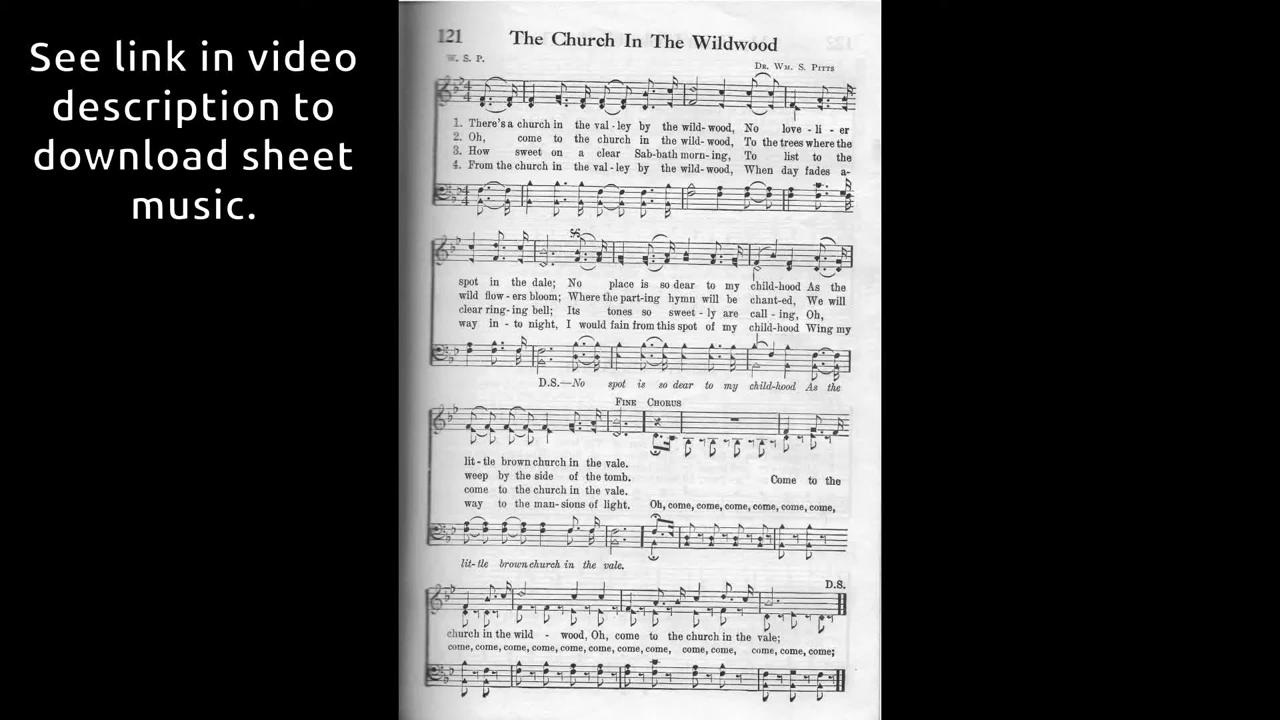 See link in video
description to
download sheet
music.
121
The Church In The Wildwood
W. S. P.
Dr. Wm. S. Pitts
1. There's a church in the val - ley by the wild - wood, No love - li - er
2. Oh, come to the church in the wild - wood, To the trees where the
3. How sweet on a clear Sab - bath morn - ing, To list to the
4. From the church in the val - ley by the wild - wood, When day fades a-
spot in the dale; No place is so dear to my child-hood As the
wild flow - ers bloom; Where the part-ing hymn will be chant-ed, We will
clear ring-ing bell; Its tones so sweet - ly are call - ing, Oh,
way in - to night, I would fain from this spot of my child-hood Wing my
D.S.—No spot is so dear to my child-hood As the
Fine Chorus
lit - tle brown church in the vale.
weep by the side of the tomb.
come to the church in the vale.
way to the man - sions of light.
Come to the
Oh, come, come, come, come, come, come,
lit- tle brown church in the vale.
D.S.
church in the wild - wood, Oh, come to the church in the vale;
come, come, come, come, come, come, come, come, come, come, come, come, come;